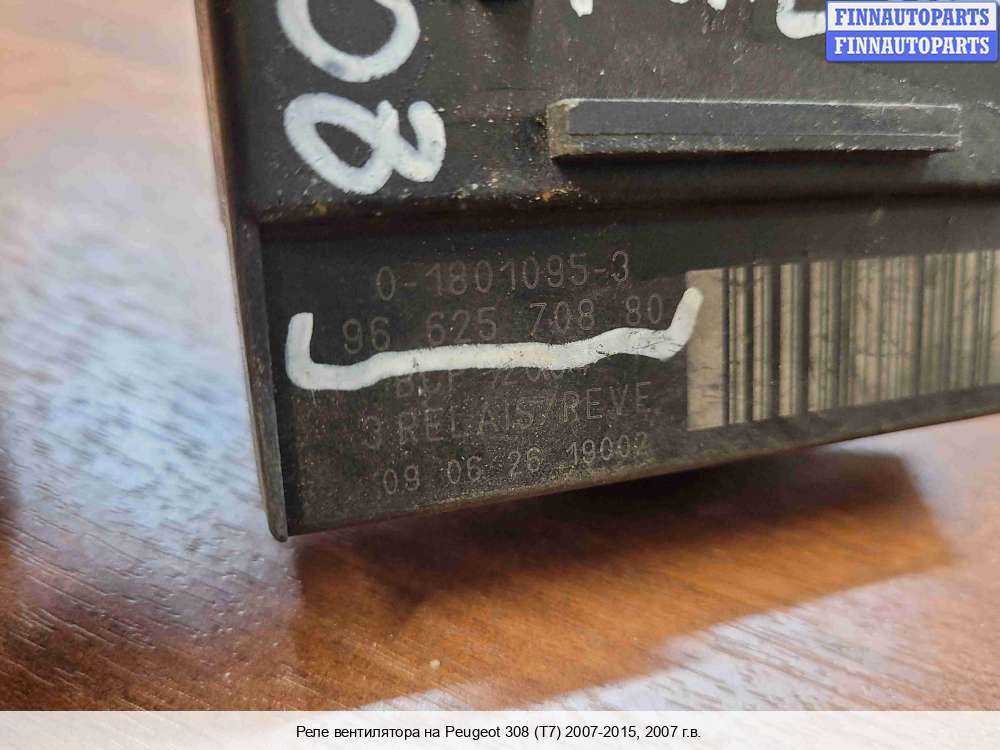 FINNAUTOPARTS
FINNAUTOPARTS
08
0-1801095-3
96 625 708 80
3 RELAIS/REVE.
09 06 26 19002
Реле вентилятора на Peugeot 308 (T7) 2007-2015, 2007 г.в.